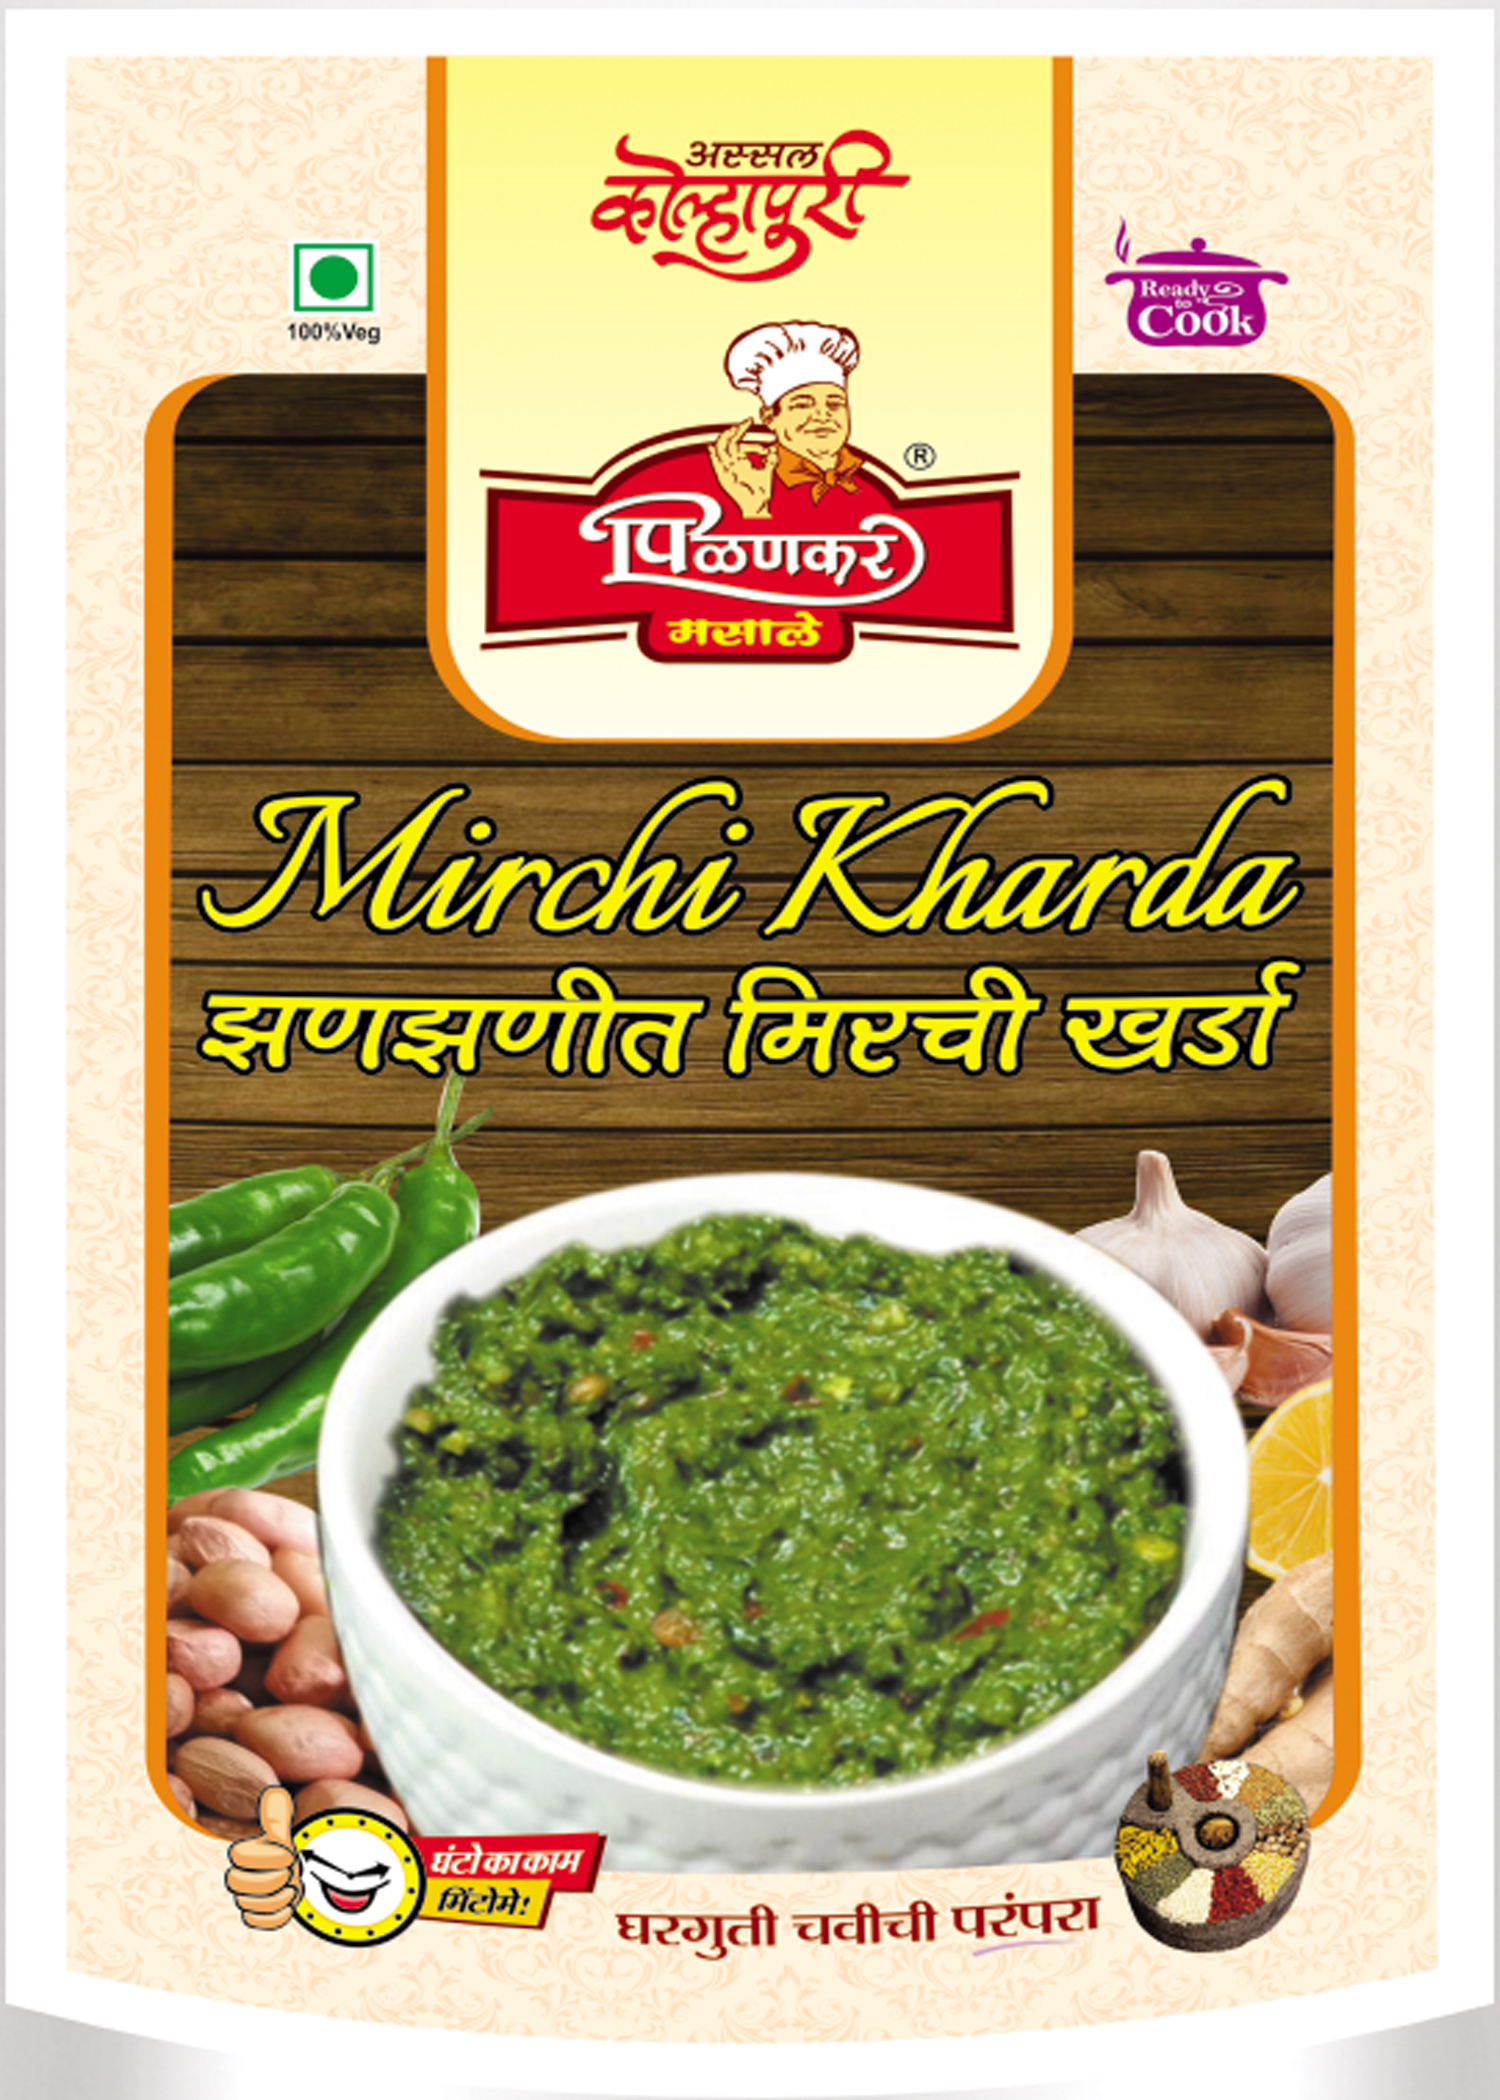 अस्सल
कोल्हापुरी
100%Veg
Ready
to
Cook
®
पिळणकर
मसाले
Mirchi Kharda
झणझणीत मिरची खर्डा
घंटो का काम
मिंटोमे!
घरगुती चवीची परंपरा